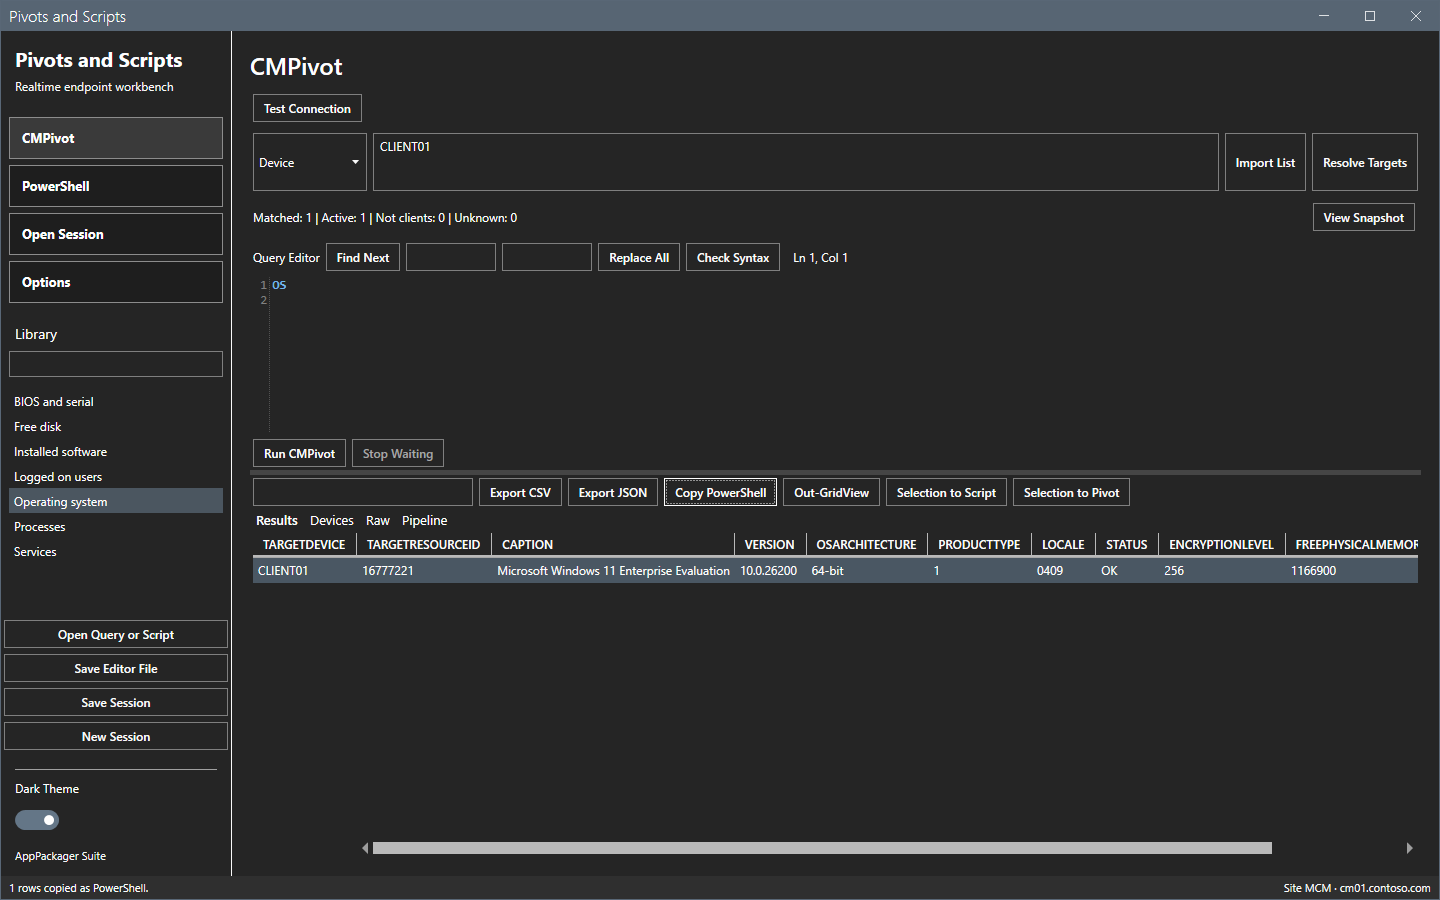 Pivots and Scripts
Pivots and Scripts
Realtime endpoint workbench
CMPivot
PowerShell
Open Session
Options
Library
BIOS and serial
Free disk
Installed software
Logged on users
Operating system
Processes
Services
Open Query or Script
Save Editor File
Save Session
New Session
Dark Theme
AppPackager Suite
CMPivot
Test Connection
Device
CLIENT01
Import List
Resolve Targets
Matched: 1 | Active: 1 | Not clients: 0 | Unknown: 0
View Snapshot
Query Editor Find Next Replace All Check Syntax Ln 1, Col 1
1 OS
2
Run CMPivot Stop Waiting
Export CSV Export JSON Copy PowerShell Out-GridView Selection to Script Selection to Pivot
Results Devices Raw Pipeline
TARGETDEVICE TARGETRESOURCEID CAPTION VERSION OSARCHITECTURE PRODUCTTYPE LOCALE STATUS ENCRYPTIONLEVEL FREEPHYSICALMEMOR
CLIENT01 16777221 Microsoft Windows 11 Enterprise Evaluation 10.0.26200 64-bit 1 0409 OK 256 1166900
1 rows copied as PowerShell.
Site MCM · cm01.contoso.com